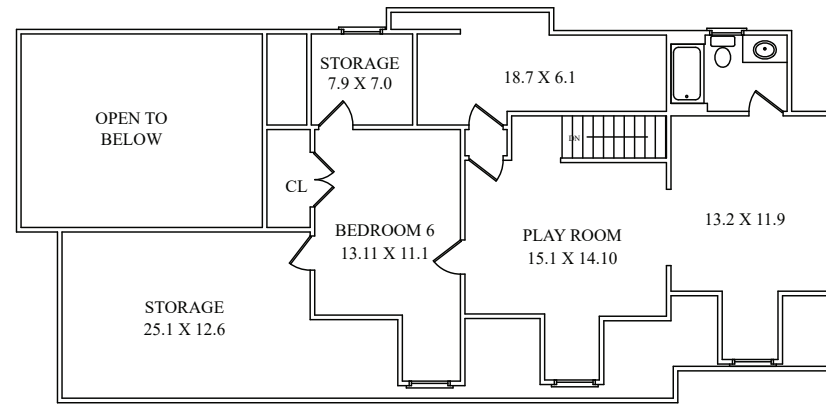 STORAGE
7.9 X 7.0
18.7 X 6.1
OPEN TO
BELOW
DN
CL
BEDROOM 6
13.11 X 11.1
PLAY ROOM
15.1 X 14.10
13.2 X 11.9
STORAGE
25.1 X 12.6